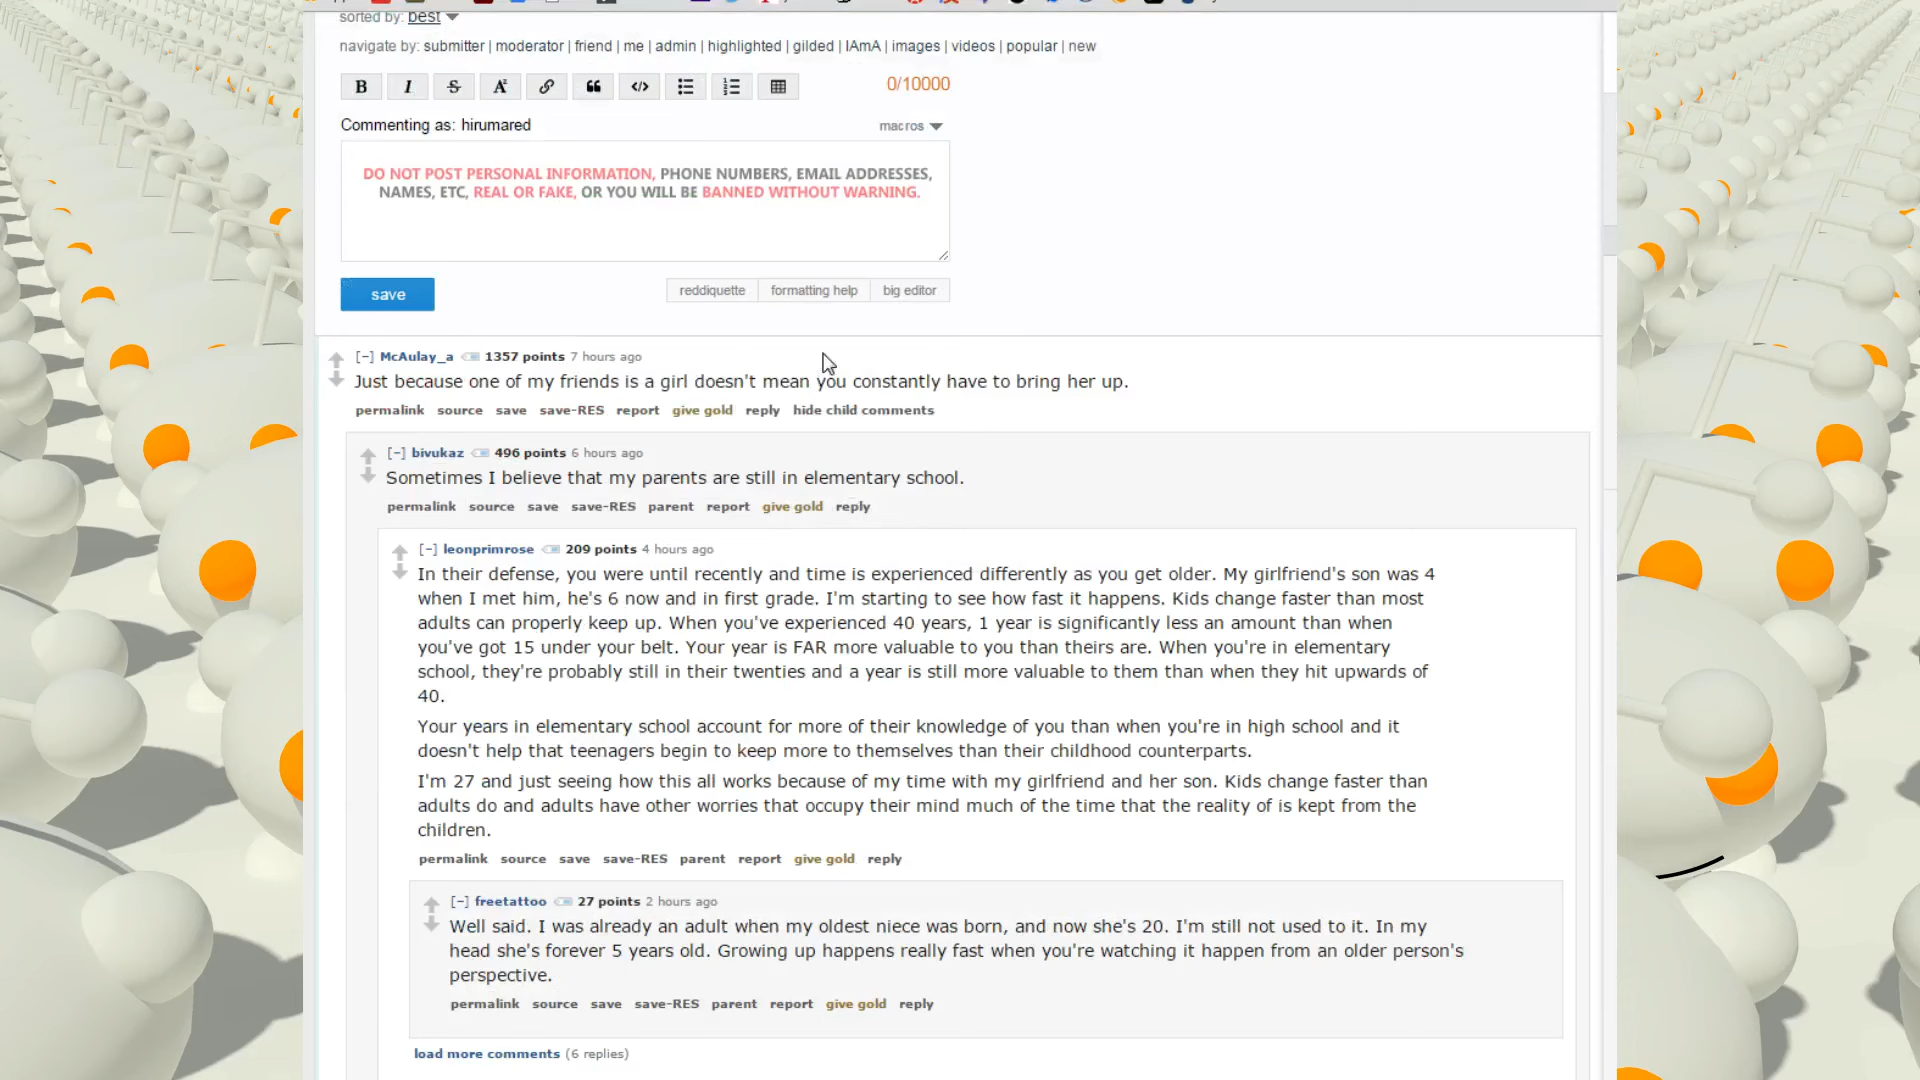 sorted by: best
navigate by: submitter | moderator | friend | me | admin | highlighted | gilded | IAmA | images | videos | popular | new
B I S A 0/10000
Commenting as: hirumared macros
DO NOT POST PERSONAL INFORMATION, PHONE NUMBERS, EMAIL ADDRESSES,
NAMES, ETC, REAL OR FAKE, OR YOU WILL BE BANNED WITHOUT WARNING.
save reddiquette formatting help big editor
[–] McAulay_a 1357 points 7 hours ago
Just because one of my friends is a girl doesn't mean you constantly have to bring her up.
permalink source save save-RES report give gold reply hide child comments
[–] bivukaz 496 points 6 hours ago
Sometimes I believe that my parents are still in elementary school.
permalink source save save-RES parent report give gold reply
[–] leonprimrose 209 points 4 hours ago
In their defense, you were until recently and time is experienced differently as you get older. My girlfriend's son was 4
when I met him, he's 6 now and in first grade. I'm starting to see how fast it happens. Kids change faster than most
adults can properly keep up. When you've experienced 40 years, 1 year is significantly less an amount than when
you've got 15 under your belt. Your year is FAR more valuable to you than theirs are. When you're in elementary
school, they're probably still in their twenties and a year is still more valuable to them than when they hit upwards of
40.
Your years in elementary school account for more of their knowledge of you than when you're in high school and it
doesn't help that teenagers begin to keep more to themselves than their childhood counterparts.
I'm 27 and just seeing how this all works because of my time with my girlfriend and her son. Kids change faster than
adults do and adults have other worries that occupy their mind much of the time that the reality of is kept from the
children.
permalink source save save-RES parent report give gold reply
[–] freetattoo 27 points 2 hours ago
Well said. I was already an adult when my oldest niece was born, and now she's 20. I'm still not used to it. In my
head she's forever 5 years old. Growing up happens really fast when you're watching it happen from an older person's
perspective.
permalink source save save-RES parent report give gold reply
load more comments (6 replies)